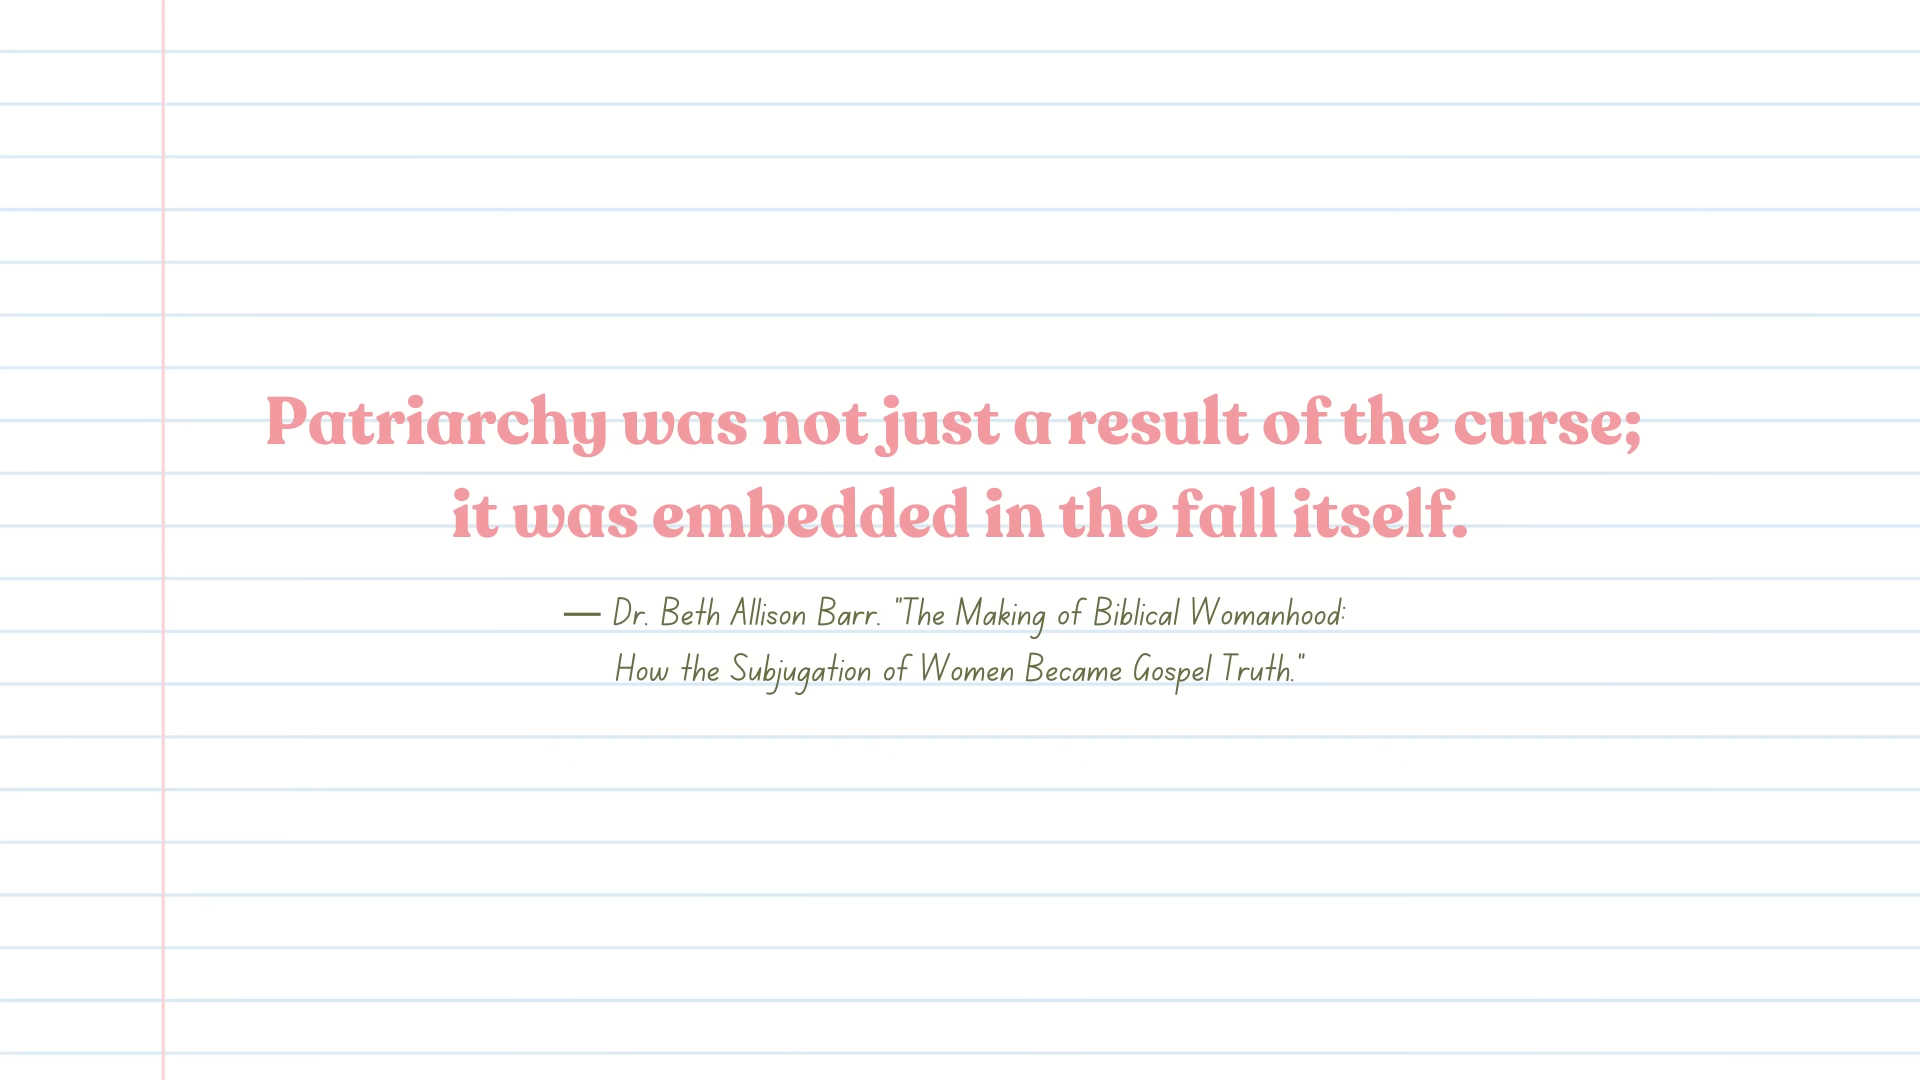 Patriarchy was not just a result of the curse;
it was embedded in the fall itself.
— Dr. Beth Allison Barr. "The Making of Biblical Womanhood:
How the Subjugation of Women Became Gospel Truth."